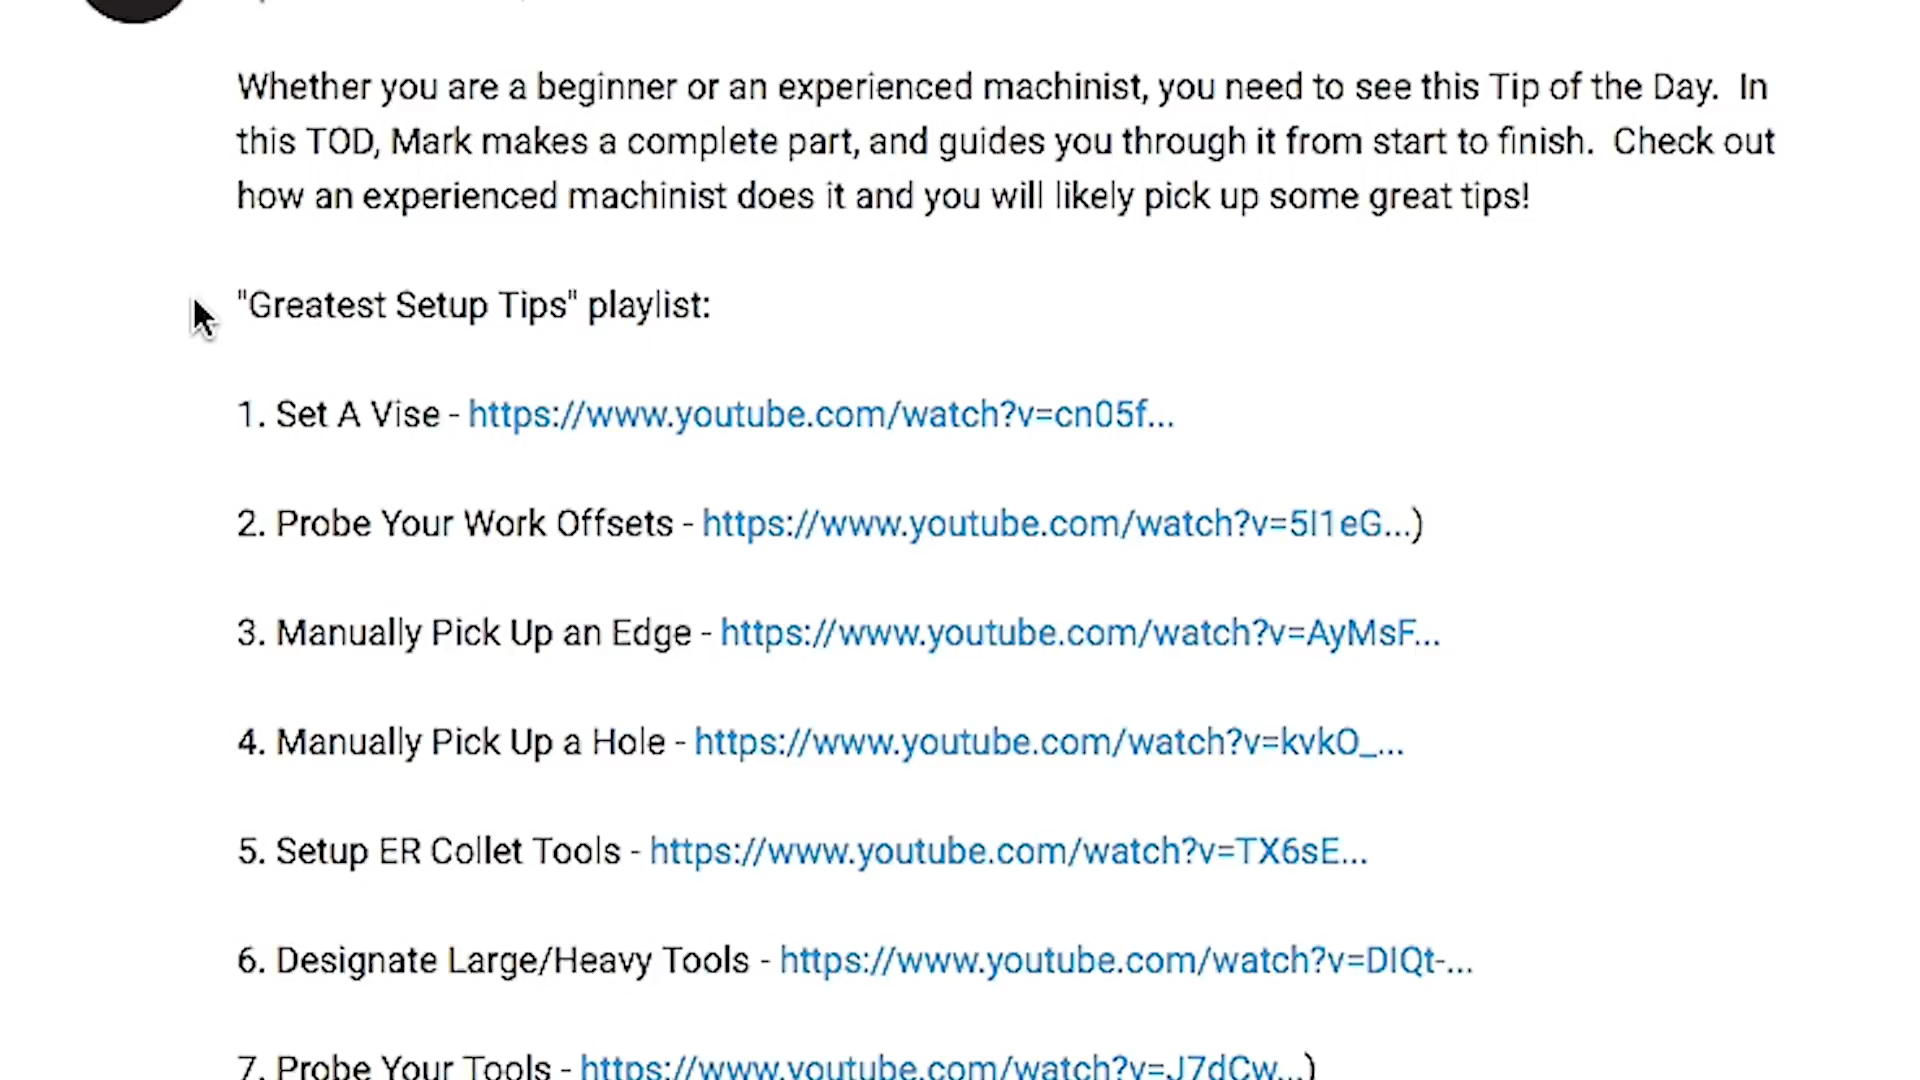 Whether you are a beginner or an experienced machinist, you need to see this Tip of the Day.  In
this TOD, Mark makes a complete part, and guides you through it from start to finish.  Check out
how an experienced machinist does it and you will likely pick up some great tips!
"Greatest Setup Tips" playlist:
1. Set A Vise - https://www.youtube.com/watch?v=cn05f...
2. Probe Your Work Offsets - https://www.youtube.com/watch?v=5I1eG...)
3. Manually Pick Up an Edge - https://www.youtube.com/watch?v=AyMsF...
4. Manually Pick Up a Hole - https://www.youtube.com/watch?v=kvkO_...
5. Setup ER Collet Tools - https://www.youtube.com/watch?v=TX6sE...
6. Designate Large/Heavy Tools - https://www.youtube.com/watch?v=DIQt-...
7. Probe Your Tools - https://www.youtube.com/watch?v=J7dCw...)